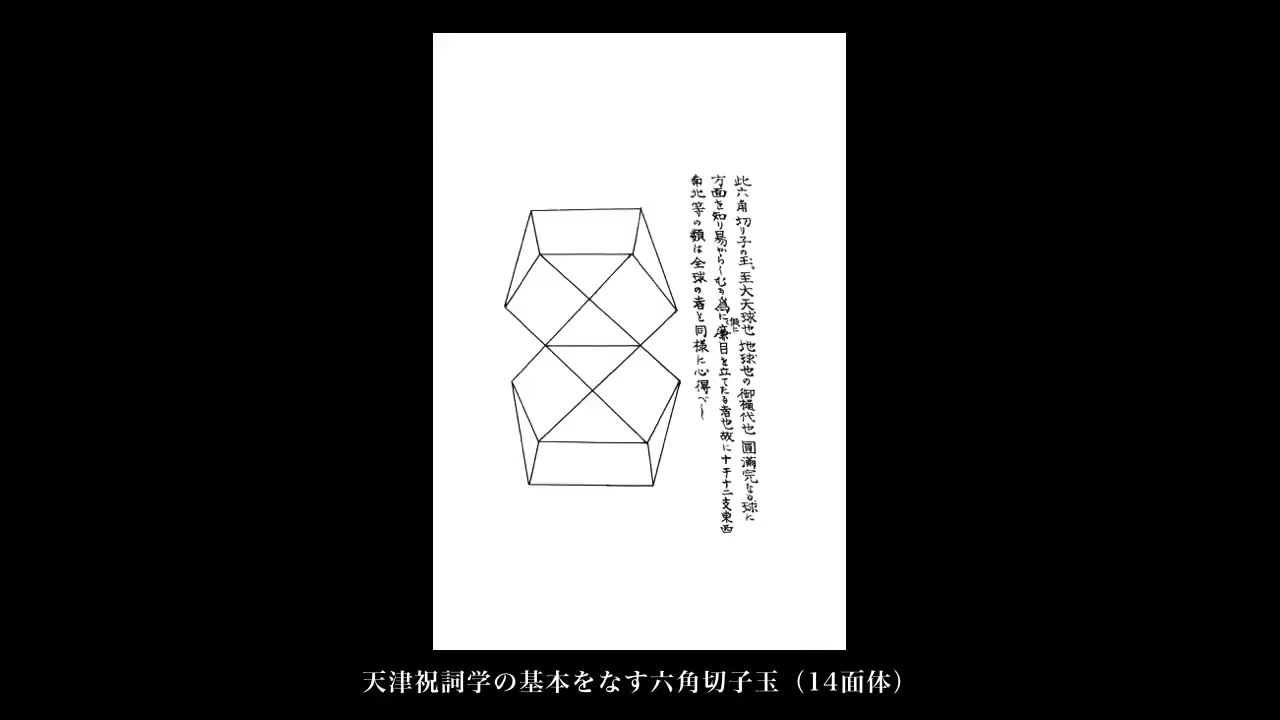 此六角切り子の玉。至大天球也地球也の御樋代也圓滿完なる球に
方面を知り易からしむる為に假に廉目を立てたる者也故に十干十二支東西
南北等の類は全球の者と同様に心得べし
天津祝詞学の基本をなす六角切子玉（14面体）